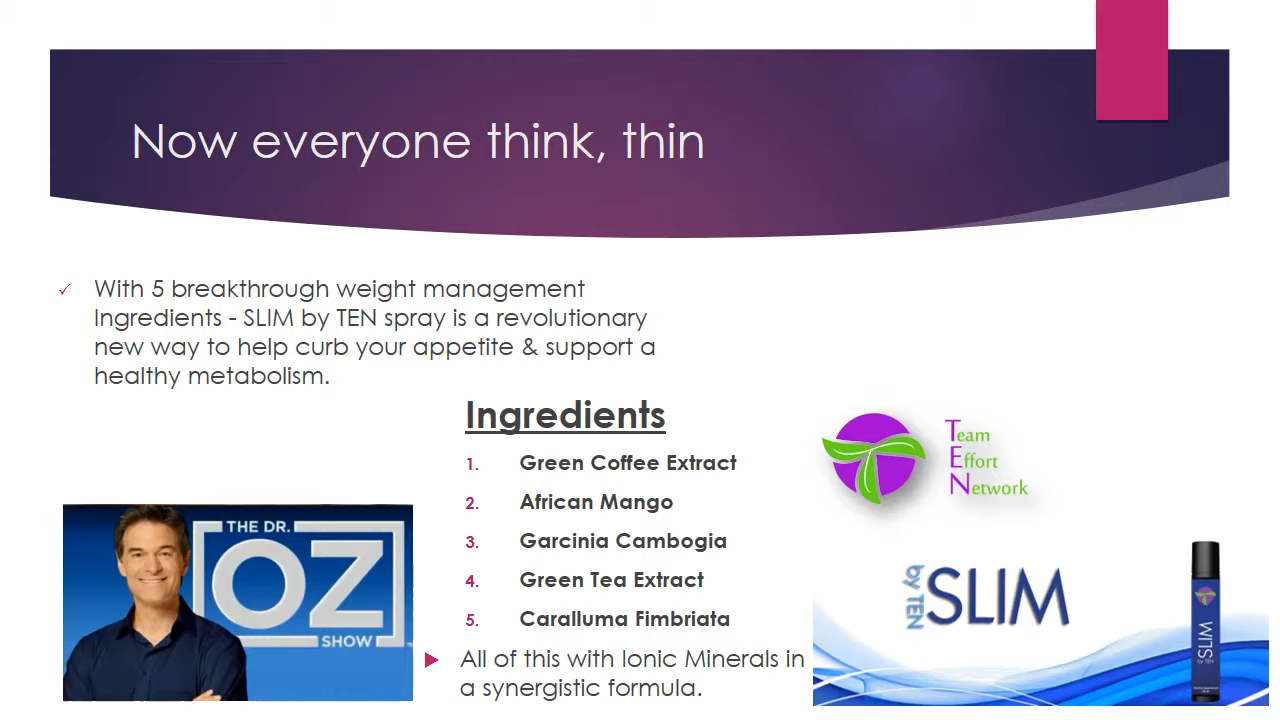 Now everyone think, thin
✓ With 5 breakthrough weight management
Ingredients - SLIM by TEN spray is a revolutionary
new way to help curb your appetite & support a
healthy metabolism.
Ingredients
1. Green Coffee Extract
2. African Mango
3. Garcinia Cambogia
4. Green Tea Extract
5. Caralluma Fimbriata
All of this with Ionic Minerals in
a synergistic formula.
THE DR.
OZ
SHOW
Team
Effort
Network
by TEN SLIM
SLIM
by TEN